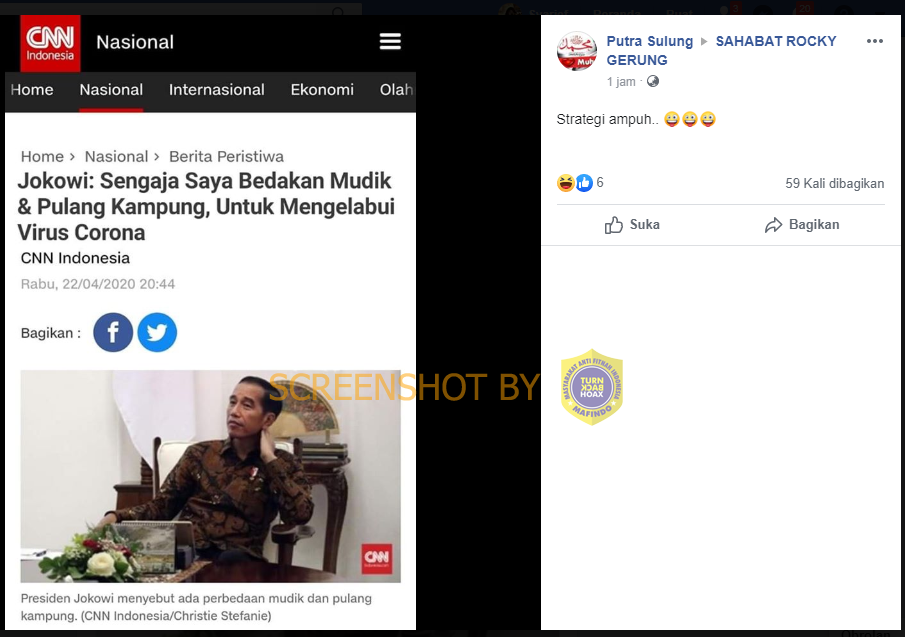 CNN
Indonesia
Nasional
Home Nasional Internasional Ekonomi Olah
Home › Nasional › Berita Peristiwa
Jokowi: Sengaja Saya Bedakan Mudik
& Pulang Kampung, Untuk Mengelabui
Virus Corona
CNN Indonesia
Rabu, 22/04/2020 20:44
Bagikan :
SCREENSHOT BY
CNN
Presiden Jokowi menyebut ada perbedaan mudik dan pulang
kampung. (CNN Indonesia/Christie Stefanie)
Putra Sulung ▸ SAHABAT ROCKY
GERUNG
1 jam ·
Strategi ampuh.. 😀😀😀
6
59 Kali dibagikan
Suka Bagikan
MASYARAKAT ANTI FITNAH INDONESIA
TURN
BACK
HOAX
MAFINDO